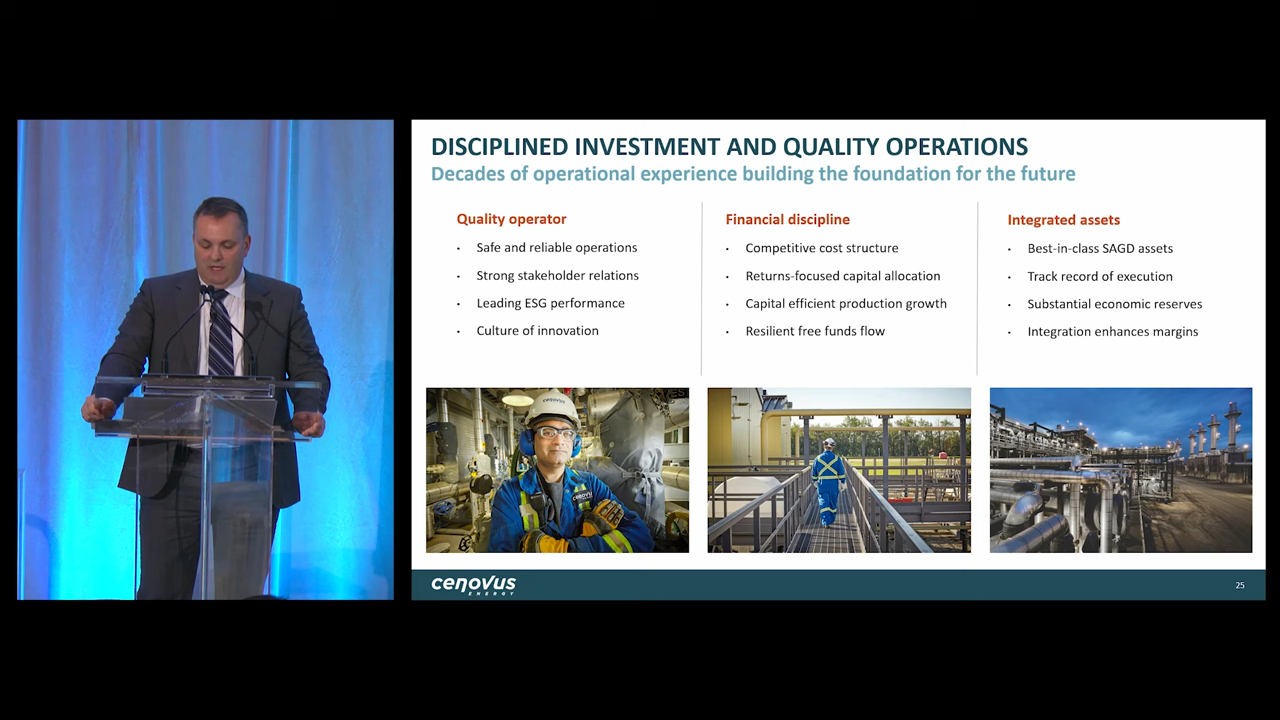 DISCIPLINED INVESTMENT AND QUALITY OPERATIONS
Decades of operational experience building the foundation for the future
Quality operator
· Safe and reliable operations
· Strong stakeholder relations
· Leading ESG performance
· Culture of innovation
Financial discipline
· Competitive cost structure
· Returns-focused capital allocation
· Capital efficient production growth
· Resilient free funds flow
Integrated assets
· Best-in-class SAGD assets
· Track record of execution
· Substantial economic reserves
· Integration enhances margins
cenovus
CENOVUS
cenovus
ENERGY
25